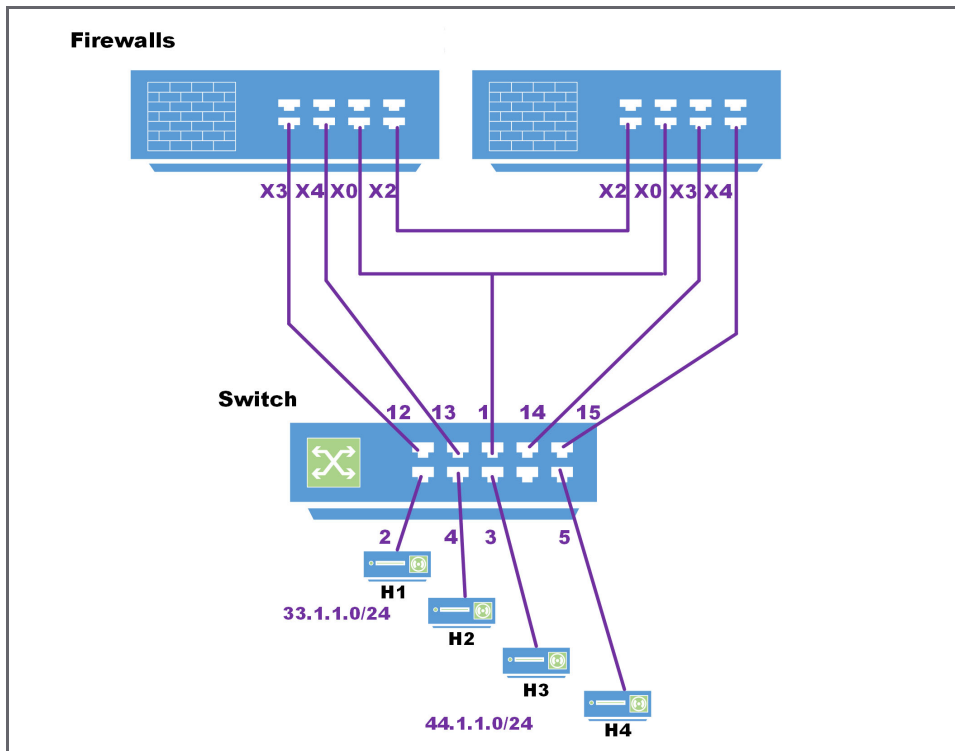 Firewalls
X3 X4 X0 X2
X2 X0 X3 X4
Switch
12 13 1 14 15
2 4 3 5
H1
33.1.1.0/24
H2
H3
44.1.1.0/24
H4